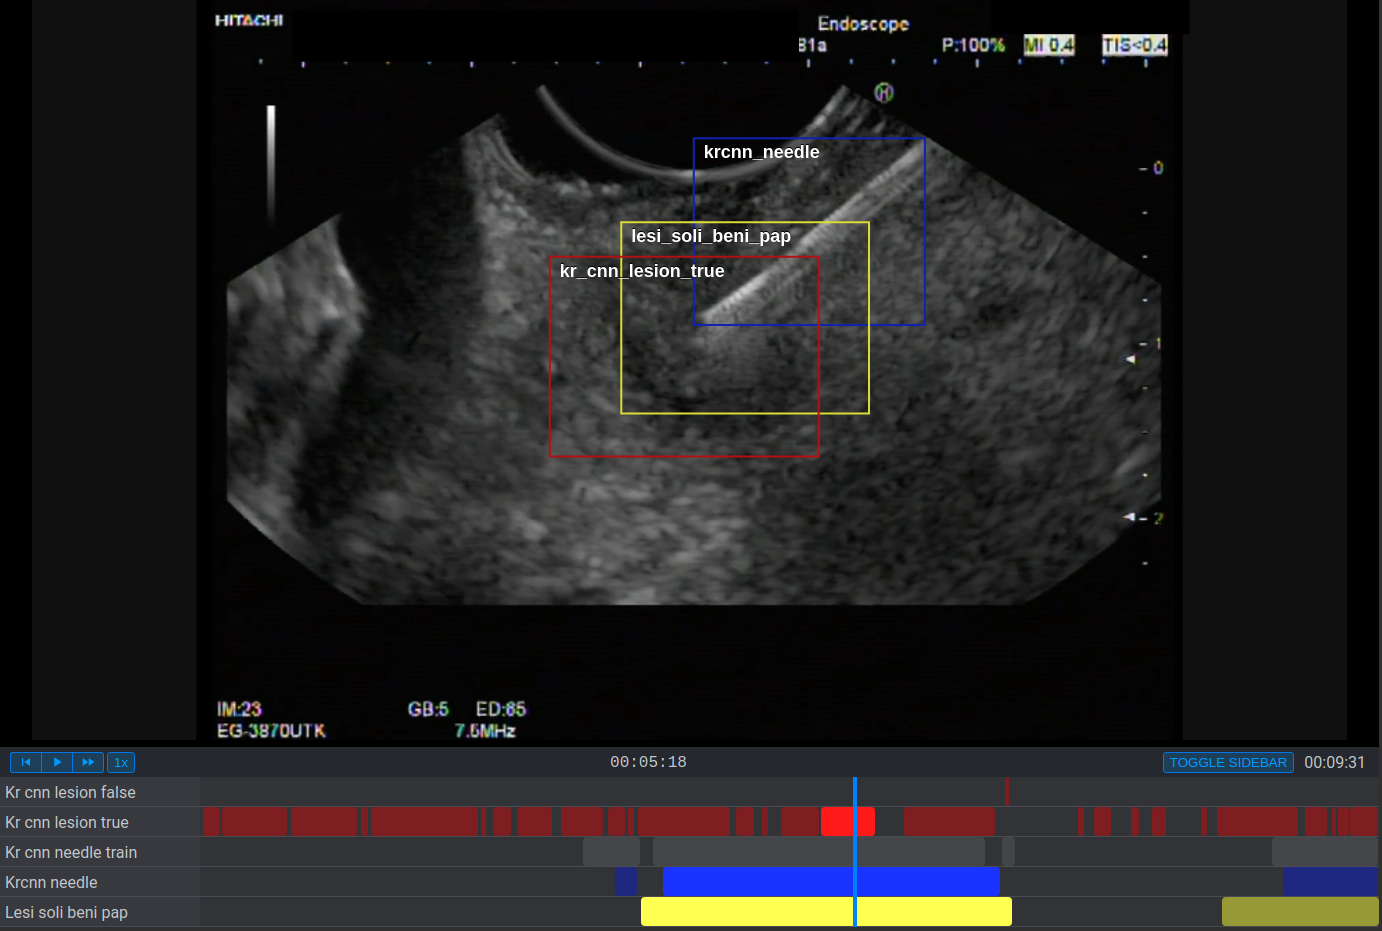 HITACHI
Endoscope
81a P:100% MI 0.4 TIS<0.4
H
krcnn_needle
0
lesi_soli_beni_pap
kr_cnn_lesion_true
1
2
IM:23 GB:5 ED:65
EG-3870UTK 7.5MHz
1x 00:05:18 TOGGLE SIDEBAR 00:09:31
Kr cnn lesion false
Kr cnn lesion true
Kr cnn needle train
Krcnn needle
Lesi soli beni pap